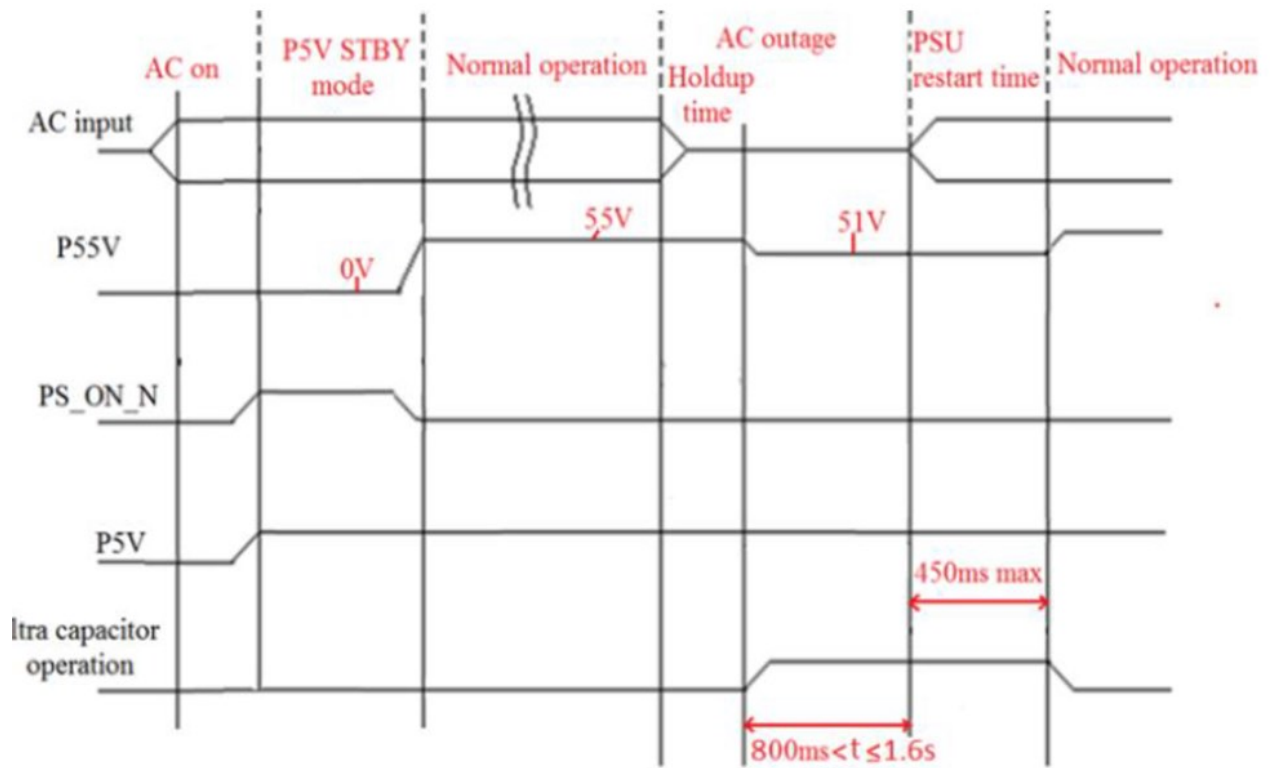 AC on
P5V STBY
mode
Normal operation
AC outage
Holdup
time
PSU
restart time
Normal operation
AC input
P55V
0V
55V
51V
PS_ON_N
P5V
450ms max
ltra capacitor
operation
800ms<t≤1.6s